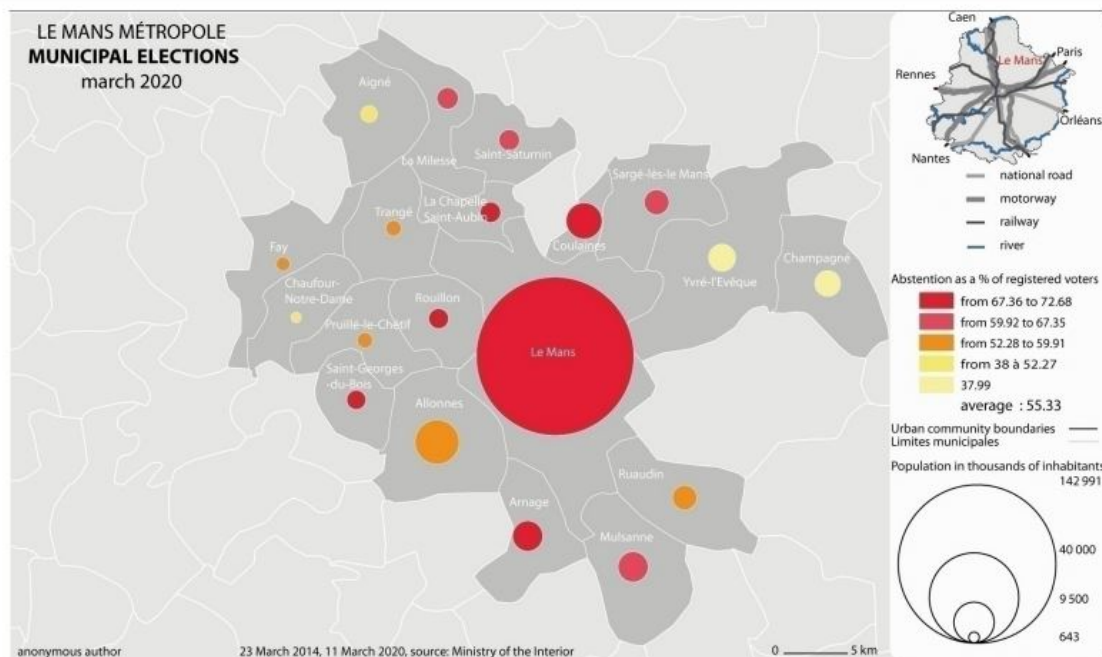 LE MANS MÉTROPOLE
MUNICIPAL ELECTIONS
march 2020
Aigné
La Milesse
Saint-Saturnin
Sargé-lès-le Mans
La Chapelle
Saint-Aubin
Trangé
Coulaines
Fay
Yvré-l'Evêque
Champagné
Chaufour-
Notre-Dame
Rouillon
Pruillé-le-Chétif
Le Mans
Saint-Georges
-du-Bois
Allonnes
Ruaudin
Arnage
Mulsanne
anonymous author
23 March 2014, 11 March 2020, source: Ministry of the Interior
0 5 km
Caen
Paris
Le Mans
Rennes
Orléans
Nantes
national road
motorway
railway
river
Abstention as a % of registered voters
from 67.36 to 72.68
from 59.92 to 67.35
from 52.28 to 59.91
from 38 à 52.27
37.99
average : 55.33
Urban community boundaries
Limites municipales
Population in thousands of inhabitants
142 991
40 000
9 500
643